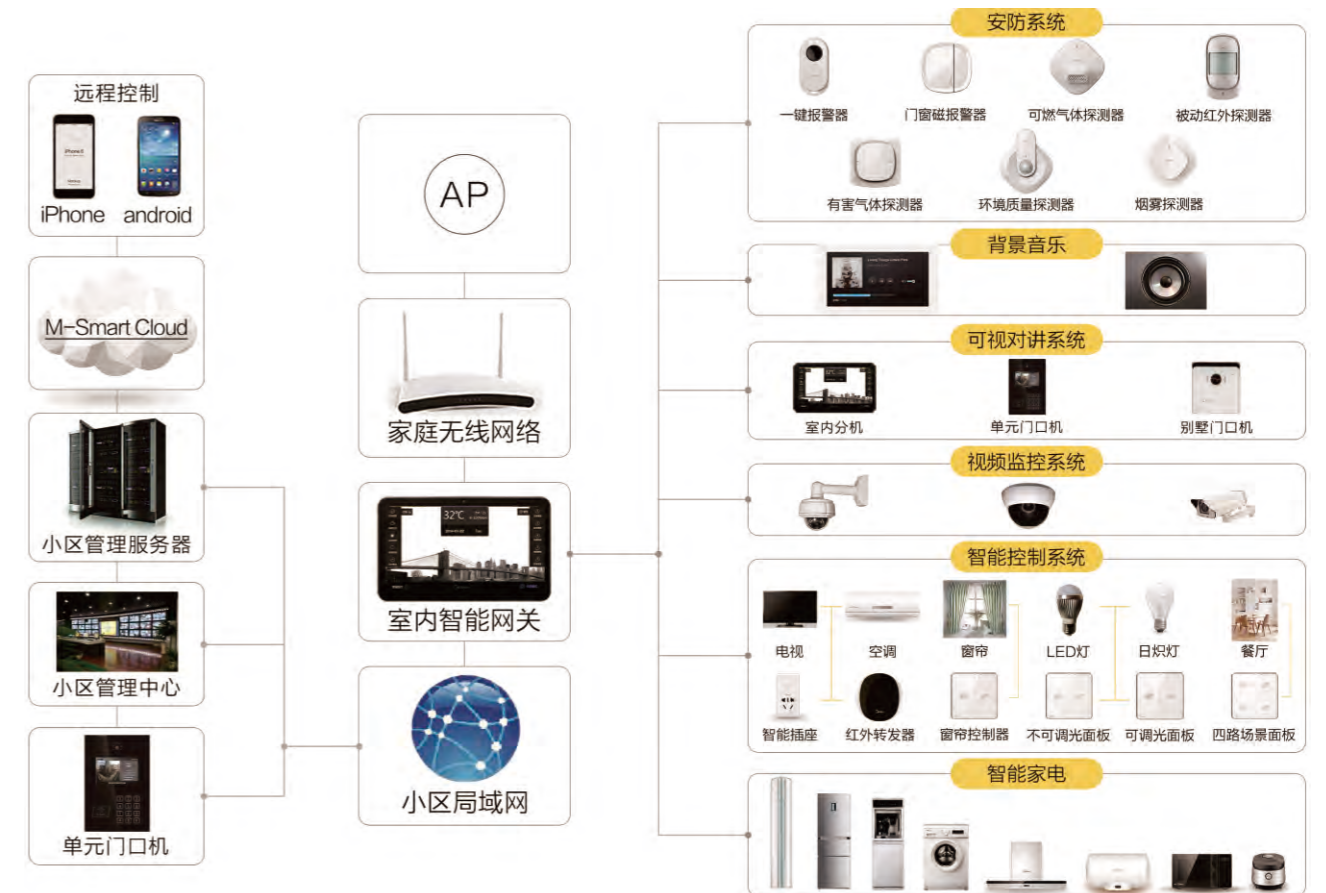 远程控制
iPhone android
M-Smart Cloud
小区管理服务器
小区管理中心
单元门口机
AP
家庭无线网络
32℃
室内智能网关
小区局域网
安防系统
一键报警器 门窗磁报警器 可燃气体探测器 被动红外探测器
有害气体探测器 环境质量探测器 烟雾探测器
背景音乐
可视对讲系统
室内分机 单元门口机 别墅门口机
视频监控系统
智能控制系统
电视 空调 窗帘 LED灯 日炽灯 餐厅
智能插座 红外转发器 窗帘控制器 不可调光面板 可调光面板 四路场景面板
智能家电